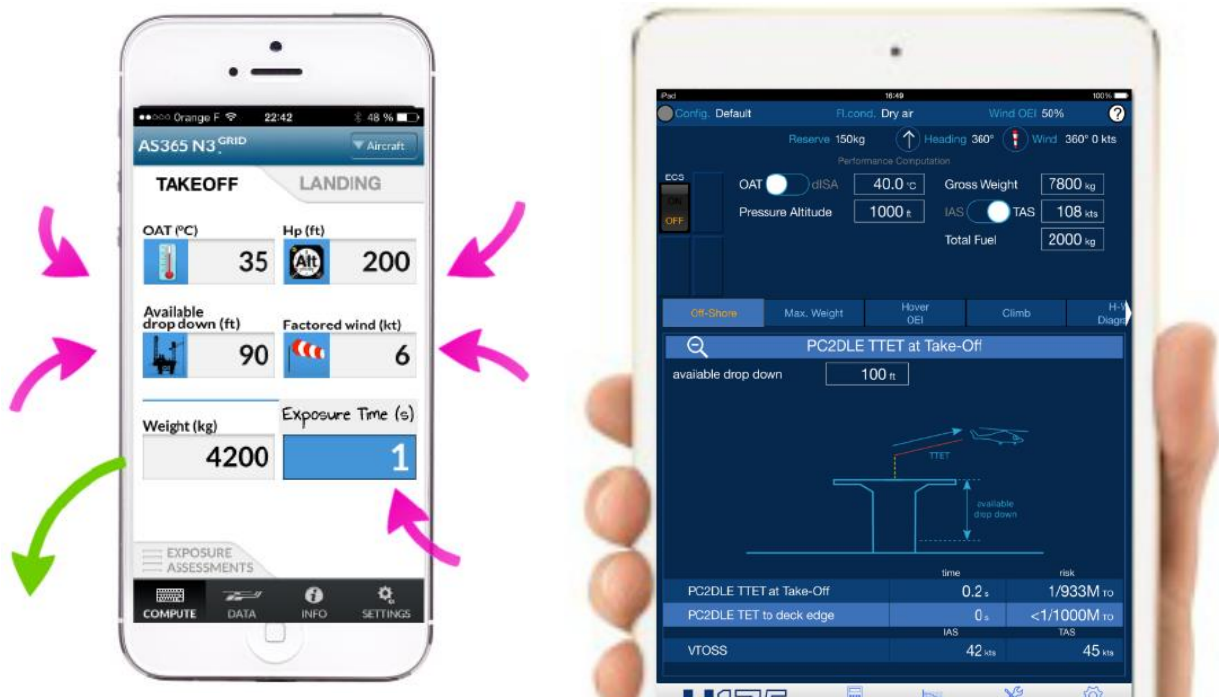 ●●○○○ Orange F 22:42 48 %
AS365 N3 GRID
▼ Aircraft
TAKEOFF LANDING
OAT (°C) Hp (ft)
35 Alt 200
Available
drop down (ft) Factored wind (kt)
90 6
Weight (kg) Exposure Time (s)
4200 1
EXPOSURE
ASSESSMENTS
COMPUTE DATA INFO SETTINGS
iPad 16:49 100%
Config. Default Fl.cond. Dry air Wind OEI 50% ?
Reserve 150kg Heading 360° Wind 360° 0 kts
Performance Computation
ECS
ON
OFF
OAT dISA 40.0 °C Gross Weight 7800 kg
Pressure Altitude 1000 ft IAS TAS 108 kts
Total Fuel 2000 kg
Off-Shore Max. Weight Hover
OEI Climb H-V
Diagr
PC2DLE TTET at Take-Off
available drop down 100 ft
TTET
available
drop down
time risk
PC2DLE TTET at Take-Off 0.2 s 1/933M TO
PC2DLE TET to deck edge 0 s <1/1000M TO
IAS TAS
VTOSS 42 kts 45 kts